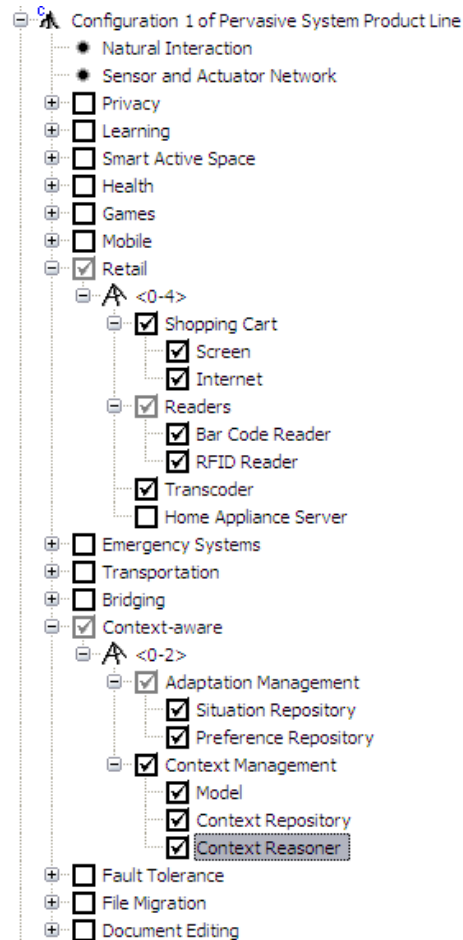 Configuration 1 of Pervasive System Product Line
Natural Interaction
Sensor and Actuator Network
Privacy
Learning
Smart Active Space
Health
Games
Mobile
Retail
<0-4>
Shopping Cart
Screen
Internet
Readers
Bar Code Reader
RFID Reader
Transcoder
Home Appliance Server
Emergency Systems
Transportation
Bridging
Context-aware
<0-2>
Adaptation Management
Situation Repository
Preference Repository
Context Management
Model
Context Repository
Context Reasoner
Fault Tolerance
File Migration
Document Editing